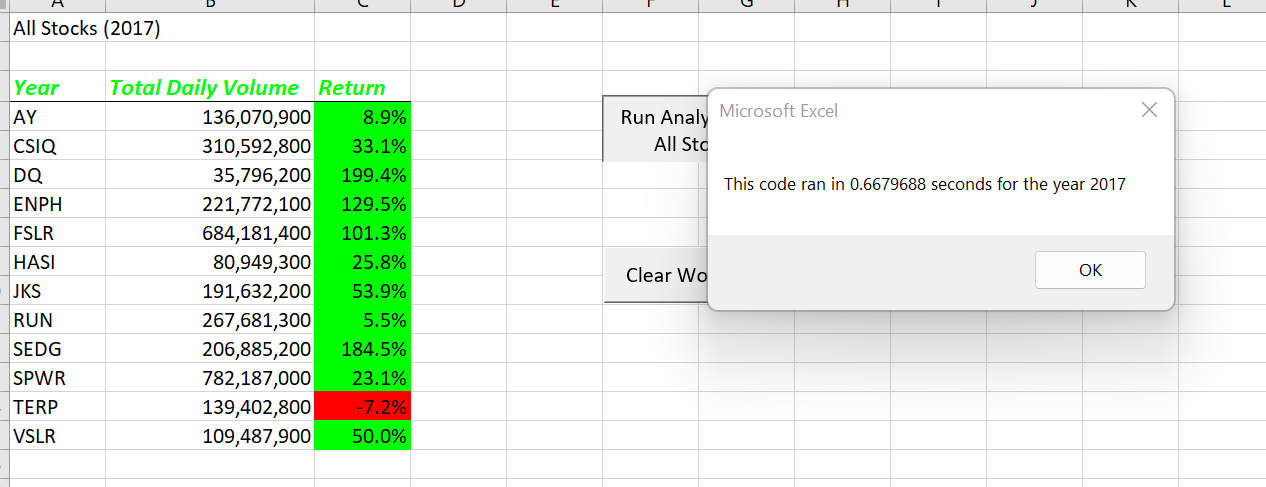 A B C D E F G H I J K L
All Stocks (2017)
Year Total Daily Volume Return
AY 136,070,900 8.9%
CSIQ 310,592,800 33.1%
DQ 35,796,200 199.4%
ENPH 221,772,100 129.5%
FSLR 684,181,400 101.3%
HASI 80,949,300 25.8%
JKS 191,632,200 53.9%
RUN 267,681,300 5.5%
SEDG 206,885,200 184.5%
SPWR 782,187,000 23.1%
TERP 139,402,800 -7.2%
VSLR 109,487,900 50.0%
Run Analy
All Sto
Clear Wo
Microsoft Excel
This code ran in 0.6679688 seconds for the year 2017
OK